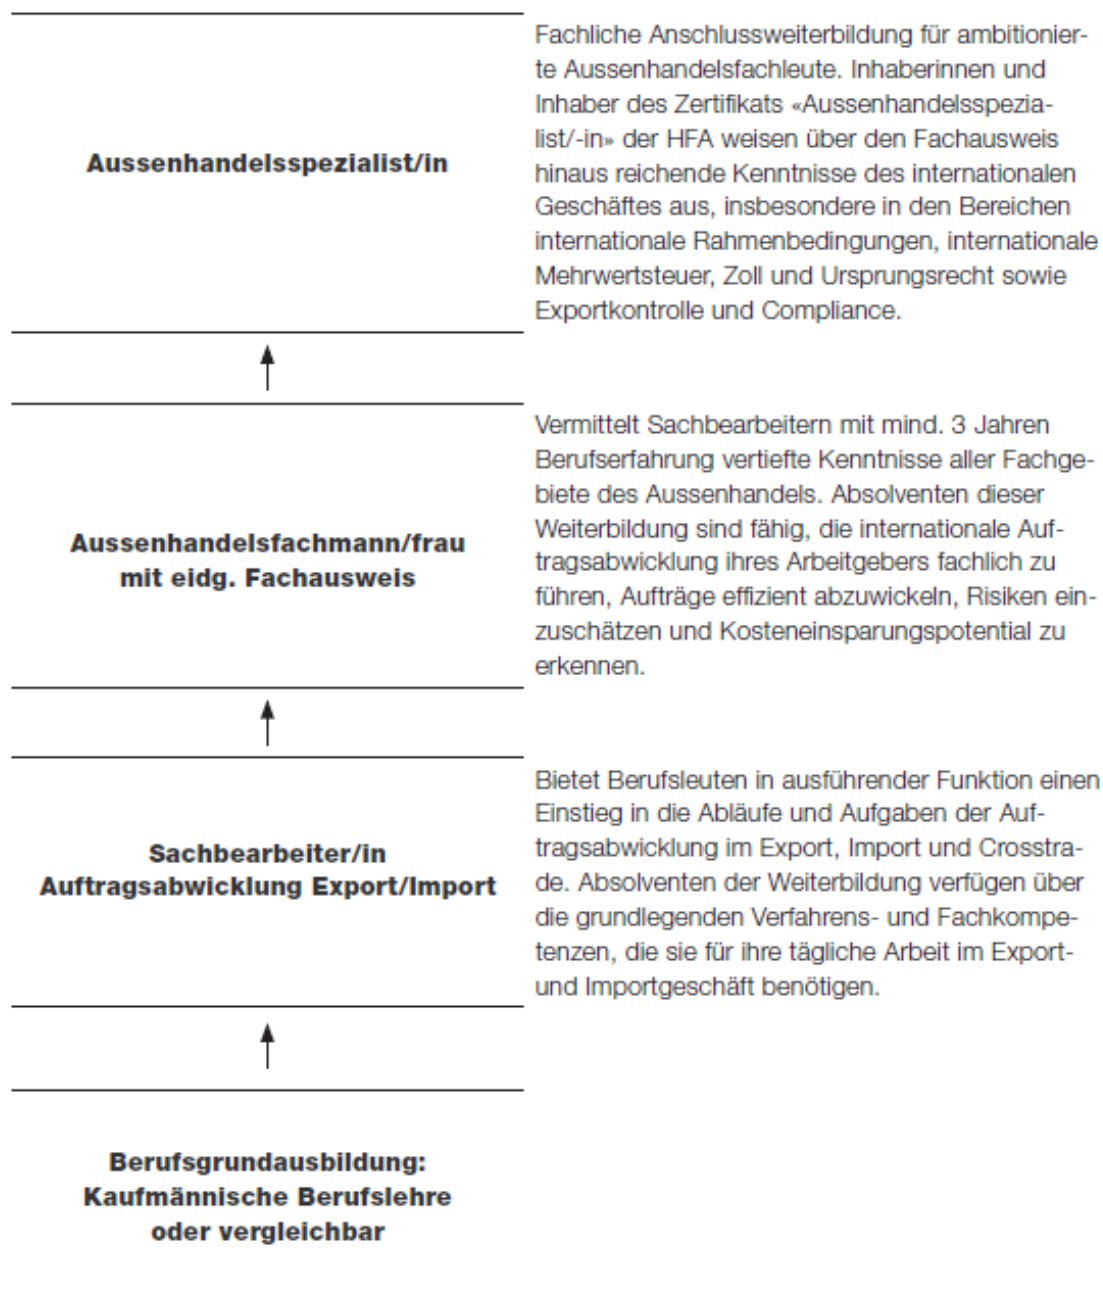 Fachliche Anschlussweiterbildung für ambitionier-
te Aussenhandelsfachleute. Inhaberinnen und
Inhaber des Zertifikats «Aussenhandelsspezia-
list/-in» der HFA weisen über den Fachausweis
hinaus reichende Kenntnisse des internationalen
Geschäftes aus, insbesondere in den Bereichen
internationale Rahmenbedingungen, internationale
Mehrwertsteuer, Zoll und Ursprungsrecht sowie
Exportkontrolle und Compliance.
Aussenhandelsspezialist/in
Vermittelt Sachbearbeitern mit mind. 3 Jahren
Berufserfahrung vertiefte Kenntnisse aller Fachge-
biete des Aussenhandels. Absolventen dieser
Weiterbildung sind fähig, die internationale Auf-
tragsabwicklung ihres Arbeitgebers fachlich zu
führen, Aufträge effizient abzuwickeln, Risiken ein-
zuschätzen und Kosteneinsparungspotential zu
erkennen.
Aussenhandelsfachmann/frau
mit eidg. Fachausweis
Bietet Berufsleuten in ausführender Funktion einen
Einstieg in die Abläufe und Aufgaben der Auf-
tragsabwicklung im Export, Import und Crosstra-
de. Absolventen der Weiterbildung verfügen über
die grundlegenden Verfahrens- und Fachkompe-
tenzen, die sie für ihre tägliche Arbeit im Export-
und Importgeschäft benötigen.
Sachbearbeiter/in
Auftragsabwicklung Export/Import
Berufsgrundausbildung:
Kaufmännische Berufslehre
oder vergleichbar